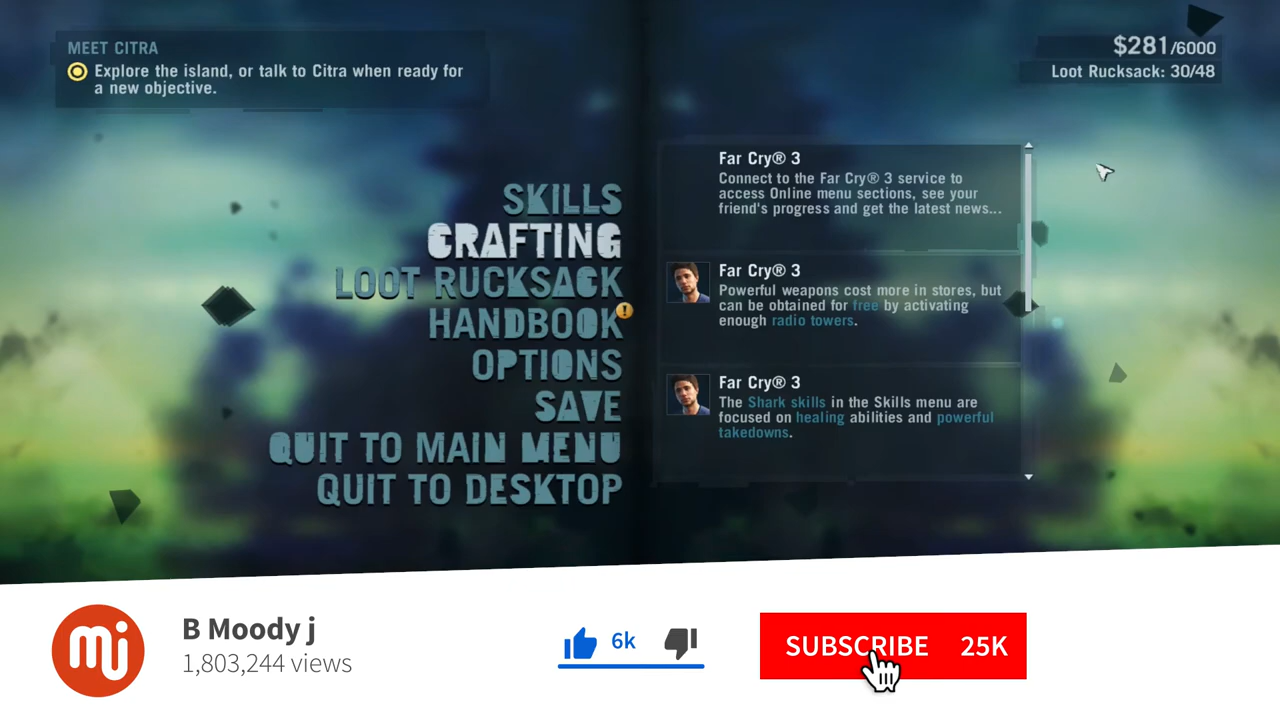 MEET CITRA
Explore the island, or talk to Citra when ready for
a new objective.
$281/6000
Loot Rucksack: 30/48
SKILLS
CRAFTING
LOOT RUCKSACK
HANDBOOK
!
OPTIONS
SAVE
QUIT TO MAIN MENU
QUIT TO DESKTOP
Far Cry® 3
Connect to the Far Cry® 3 service to
access Online menu sections, see your
friend's progress and get the latest news...
Far Cry® 3
Powerful weapons cost more in stores, but
can be obtained for free by activating
enough radio towers.
Far Cry® 3
The Shark skills in the Skills menu are
focused on healing abilities and powerful
takedowns.
mj
B Moody j
1,803,244 views
6k
SUBSCRIBE 25K